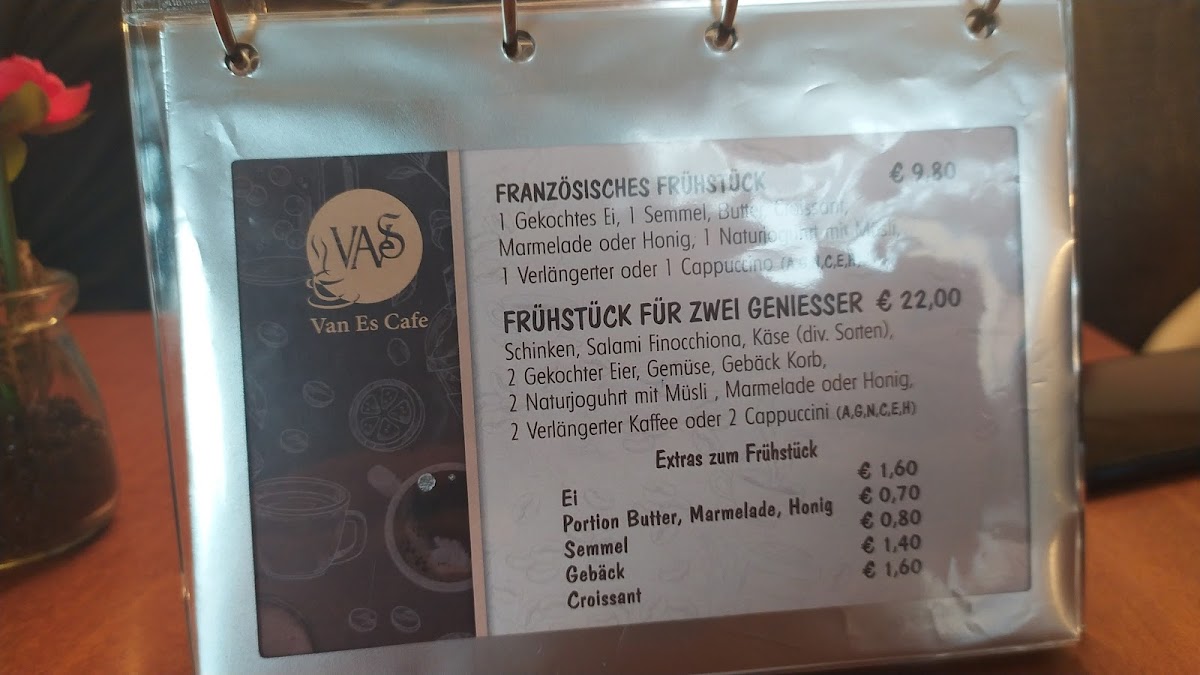 VAS
Van Es Cafe
FRANZÖSISCHES FRÜHSTÜCK € 9.80
1 Gekochtes Ei, 1 Semmel, Butter, Croissant,
Marmelade oder Honig, 1 Naturjoguhrt mit Müsli,
1 Verlängerter oder 1 Cappuccino
FRÜHSTÜCK FÜR ZWEI GENIESSER € 22,00
Schinken, Salami Finocchiona, Käse (div. Sorten),
2 Gekochter Eier, Gemüse, Gebäck Korb,
2 Naturjoguhrt mit Müsli , Marmelade oder Honig,
2 Verlängerter Kaffee oder 2 Cappuccini (A,G,N,C,E,H)
Extras zum Frühstück
Ei € 1,60
Portion Butter, Marmelade, Honig € 0,70
Semmel € 0,80
Gebäck € 1,40
Croissant € 1,60